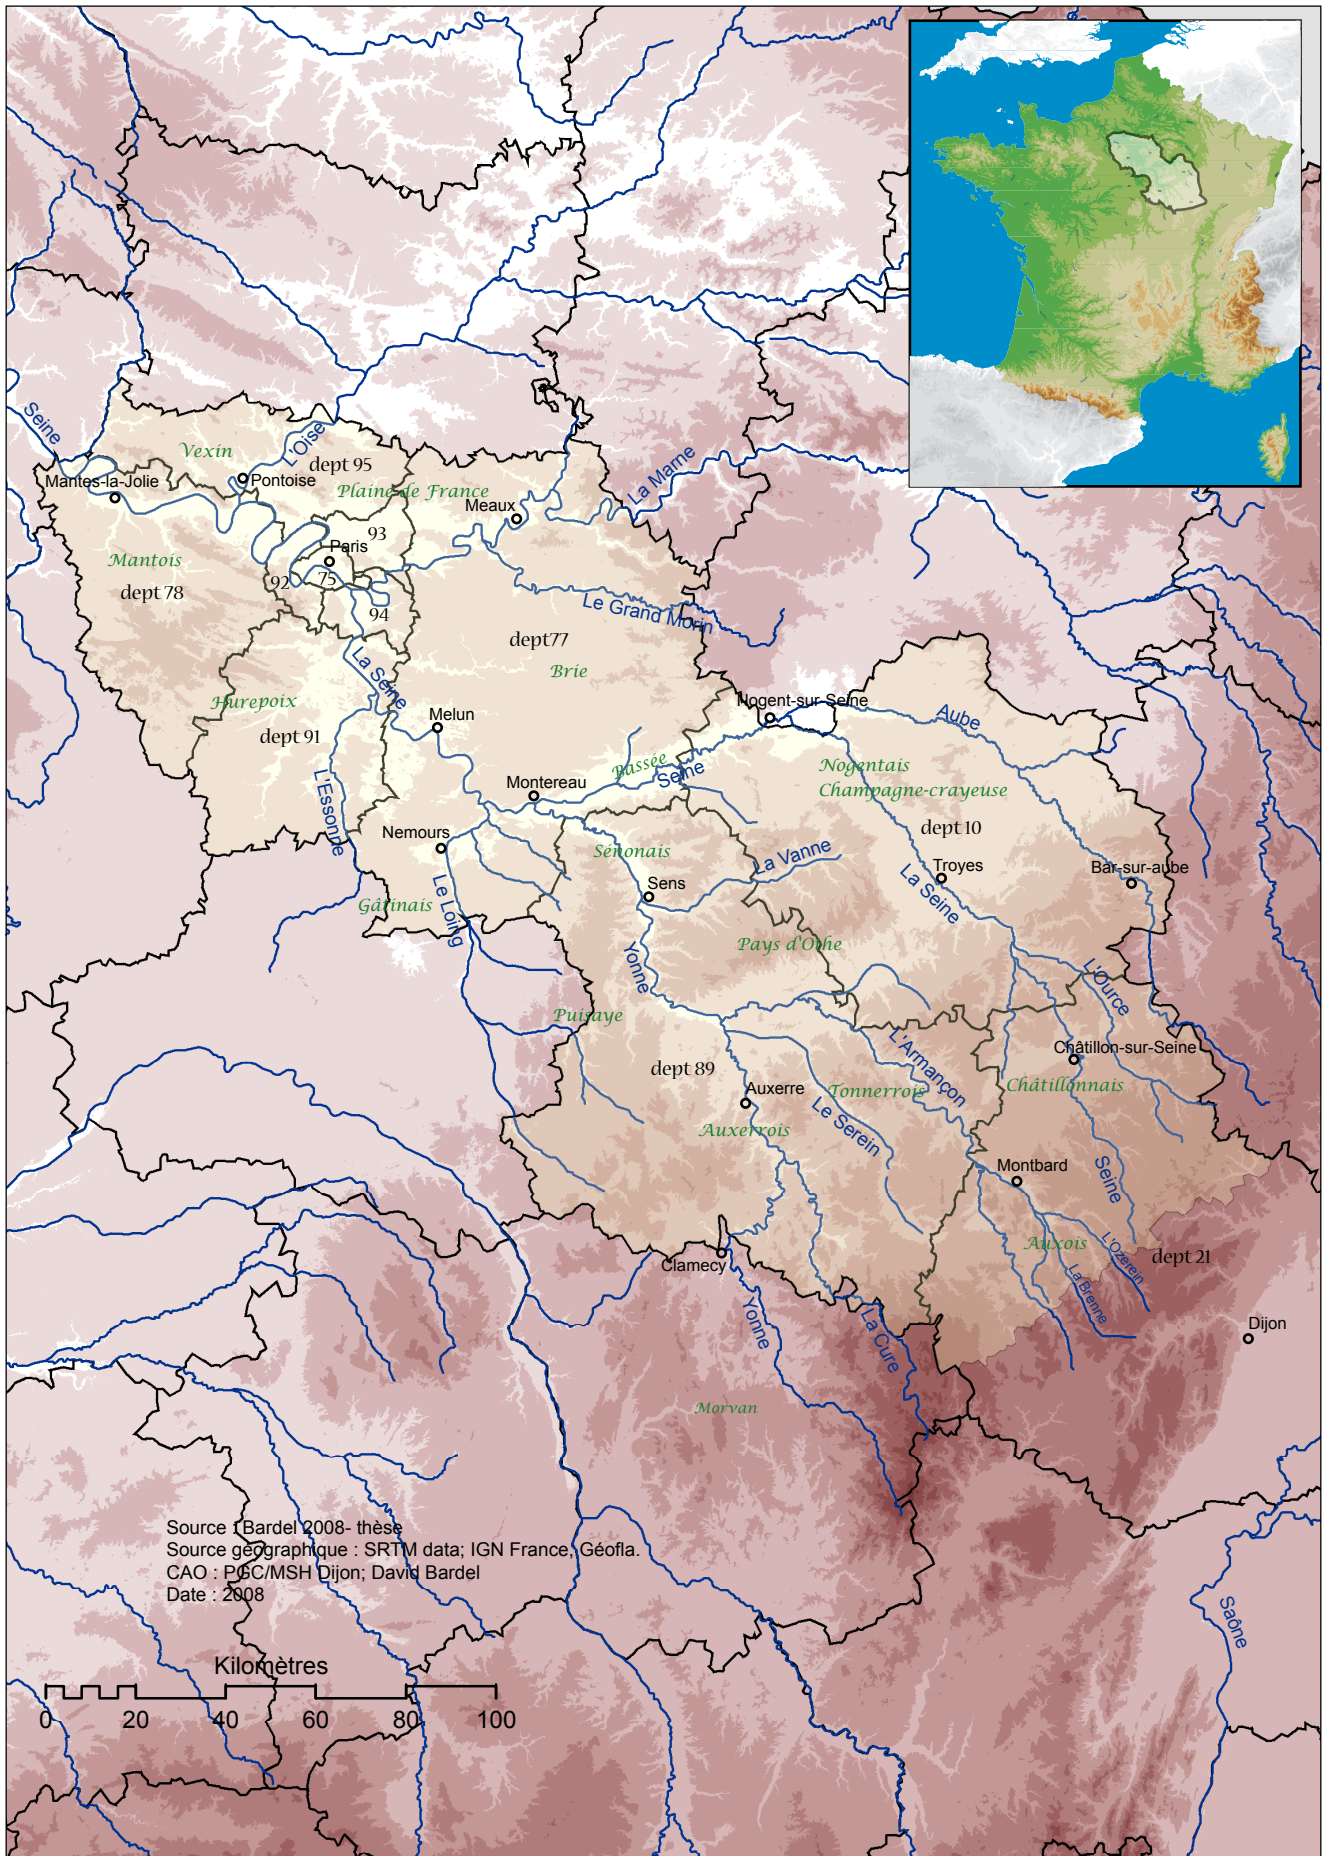 Seine
Vexin
L'Oise
dept 95
Mantes-la-Jolie
Pontoise
Plaine de France
Meaux
La Marne
93
Paris
Mantois
92
75
dept 78
94
Le Grand Morin
dept77
Brie
La Seine
Hurepoix
dept 91
Melun
Nogent-sur-Seine
Aube
L'Essonne
Bassée
Seine
Nogentais
Champagne-crayeuse
Montereau
dept 10
Nemours
Sénonais
La Vanne
Troyes
Bar-sur-aube
Sens
La Seine
Gâtinais
Le Loing
Pays d'Othe
Yonne
L'Ource
Puisaye
L'Armançon
Châtillon-sur-Seine
dept 89
Châtillonnais
Auxerre
Tonnerrois
Le Serein
Auxerrois
Montbard
Seine
Auxois
L'Ozerein
dept 21
Clamecy
La Brenne
Yonne
La Cure
Dijon
Morvan
Source : Bardel 2008- thèse
Source géographique : SRTM data; IGN France, Géofla.
CAO : PGC/MSH Dijon; David Bardel
Date : 2008
Saône
Kilomètres
0 20 40 60 80 100